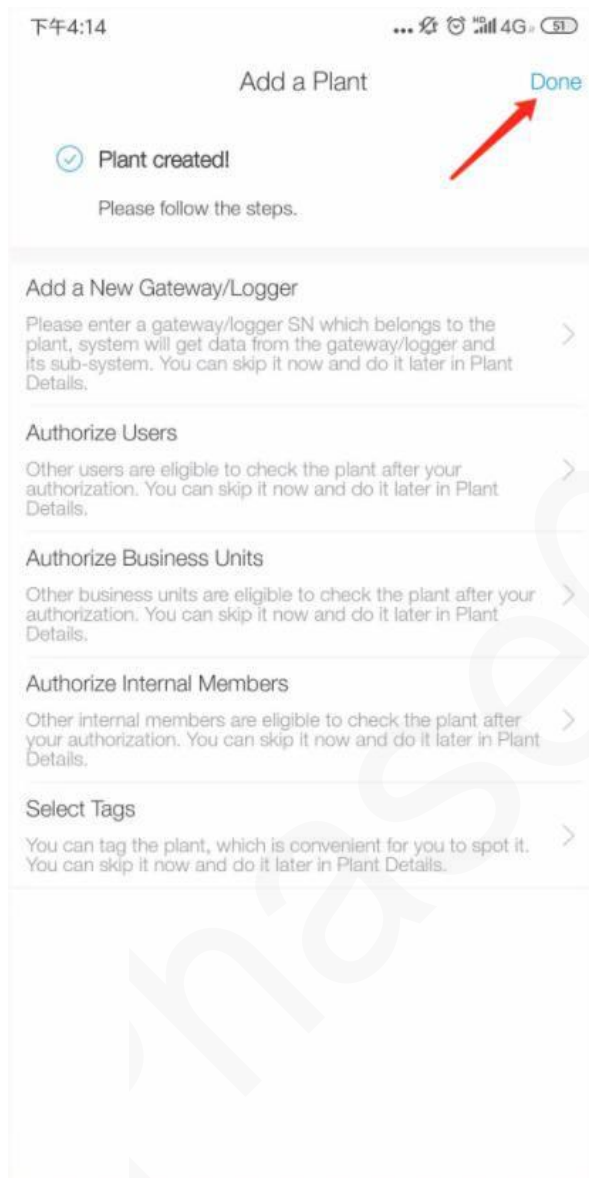 下午4:14
... HD 4G 51
Add a Plant
Done
Plant created!
Please follow the steps.
Add a New Gateway/Logger
Please enter a gateway/logger SN which belongs to the
plant, system will get data from the gateway/logger and
its sub-system. You can skip it now and do it later in Plant
Details.
Authorize Users
Other users are eligible to check the plant after your
authorization. You can skip it now and do it later in Plant
Details.
Authorize Business Units
Other business units are eligible to check the plant after your
authorization. You can skip it now and do it later in Plant
Details.
Authorize Internal Members
Other internal members are eligible to check the plant after
your authorization. You can skip it now and do it later in Plant
Details.
Select Tags
You can tag the plant, which is convenient for you to spot it.
You can skip it now and do it later in Plant Details.